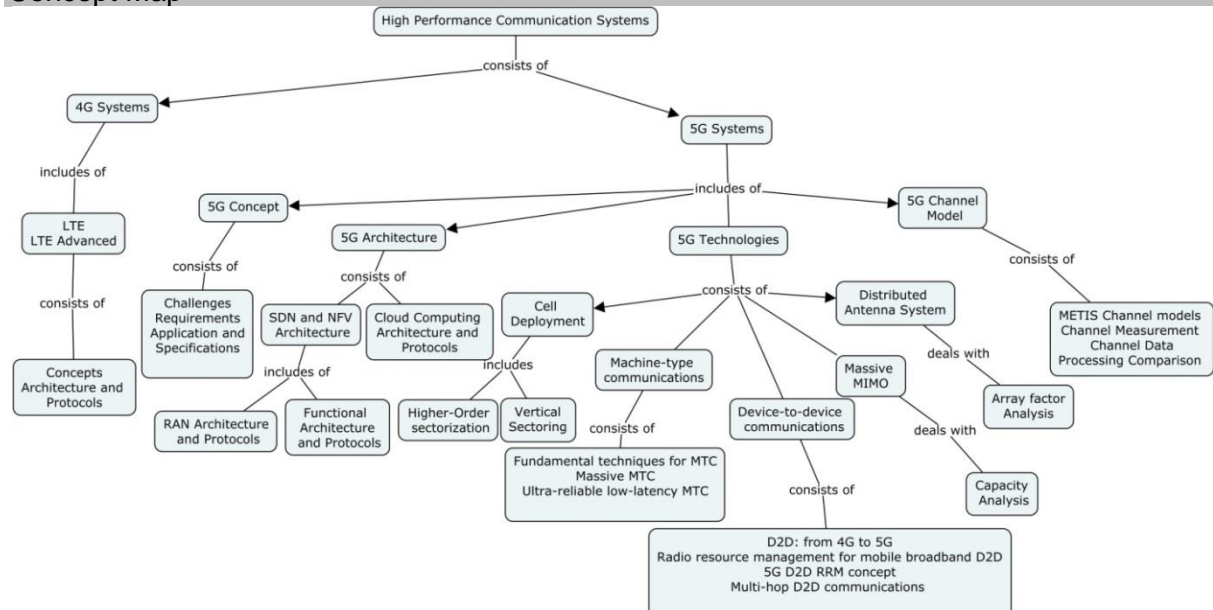 Concept Map
High Performance Communication Systems
consists of
4G Systems
5G Systems
includes of
includes of
5G Concept
5G Channel
Model
LTE
LTE Advanced
5G Architecture
5G Technologies
consists of
consists of
consists of
consists of
consists of
Challenges
Requirements
Application and
Specifications
SDN and NFV
Architecture
Cloud Computing
Architecture and
Protocols
Cell
Deployment
Distributed
Antenna System
METIS Channel models
Channel Measurement
Channel Data
Processing Comparison
Concepts
Architecture and
Protocols
includes of
includes
Machine-type
communications
Massive
MIMO
deals with
RAN Architecture
and Protocols
Functional
Architecture
and Protocols
Higher-Order
sectorization
Vertical
Sectoring
consists of
Device-to-device
communications
Array factor
Analysis
deals with
Fundamental techniques for MTC
Massive MTC
Ultra-reliable low-latency MTC
consists of
Capacity
Analysis
D2D: from 4G to 5G
Radio resource management for mobile broadband D2D
5G D2D RRM concept
Multi-hop D2D communications